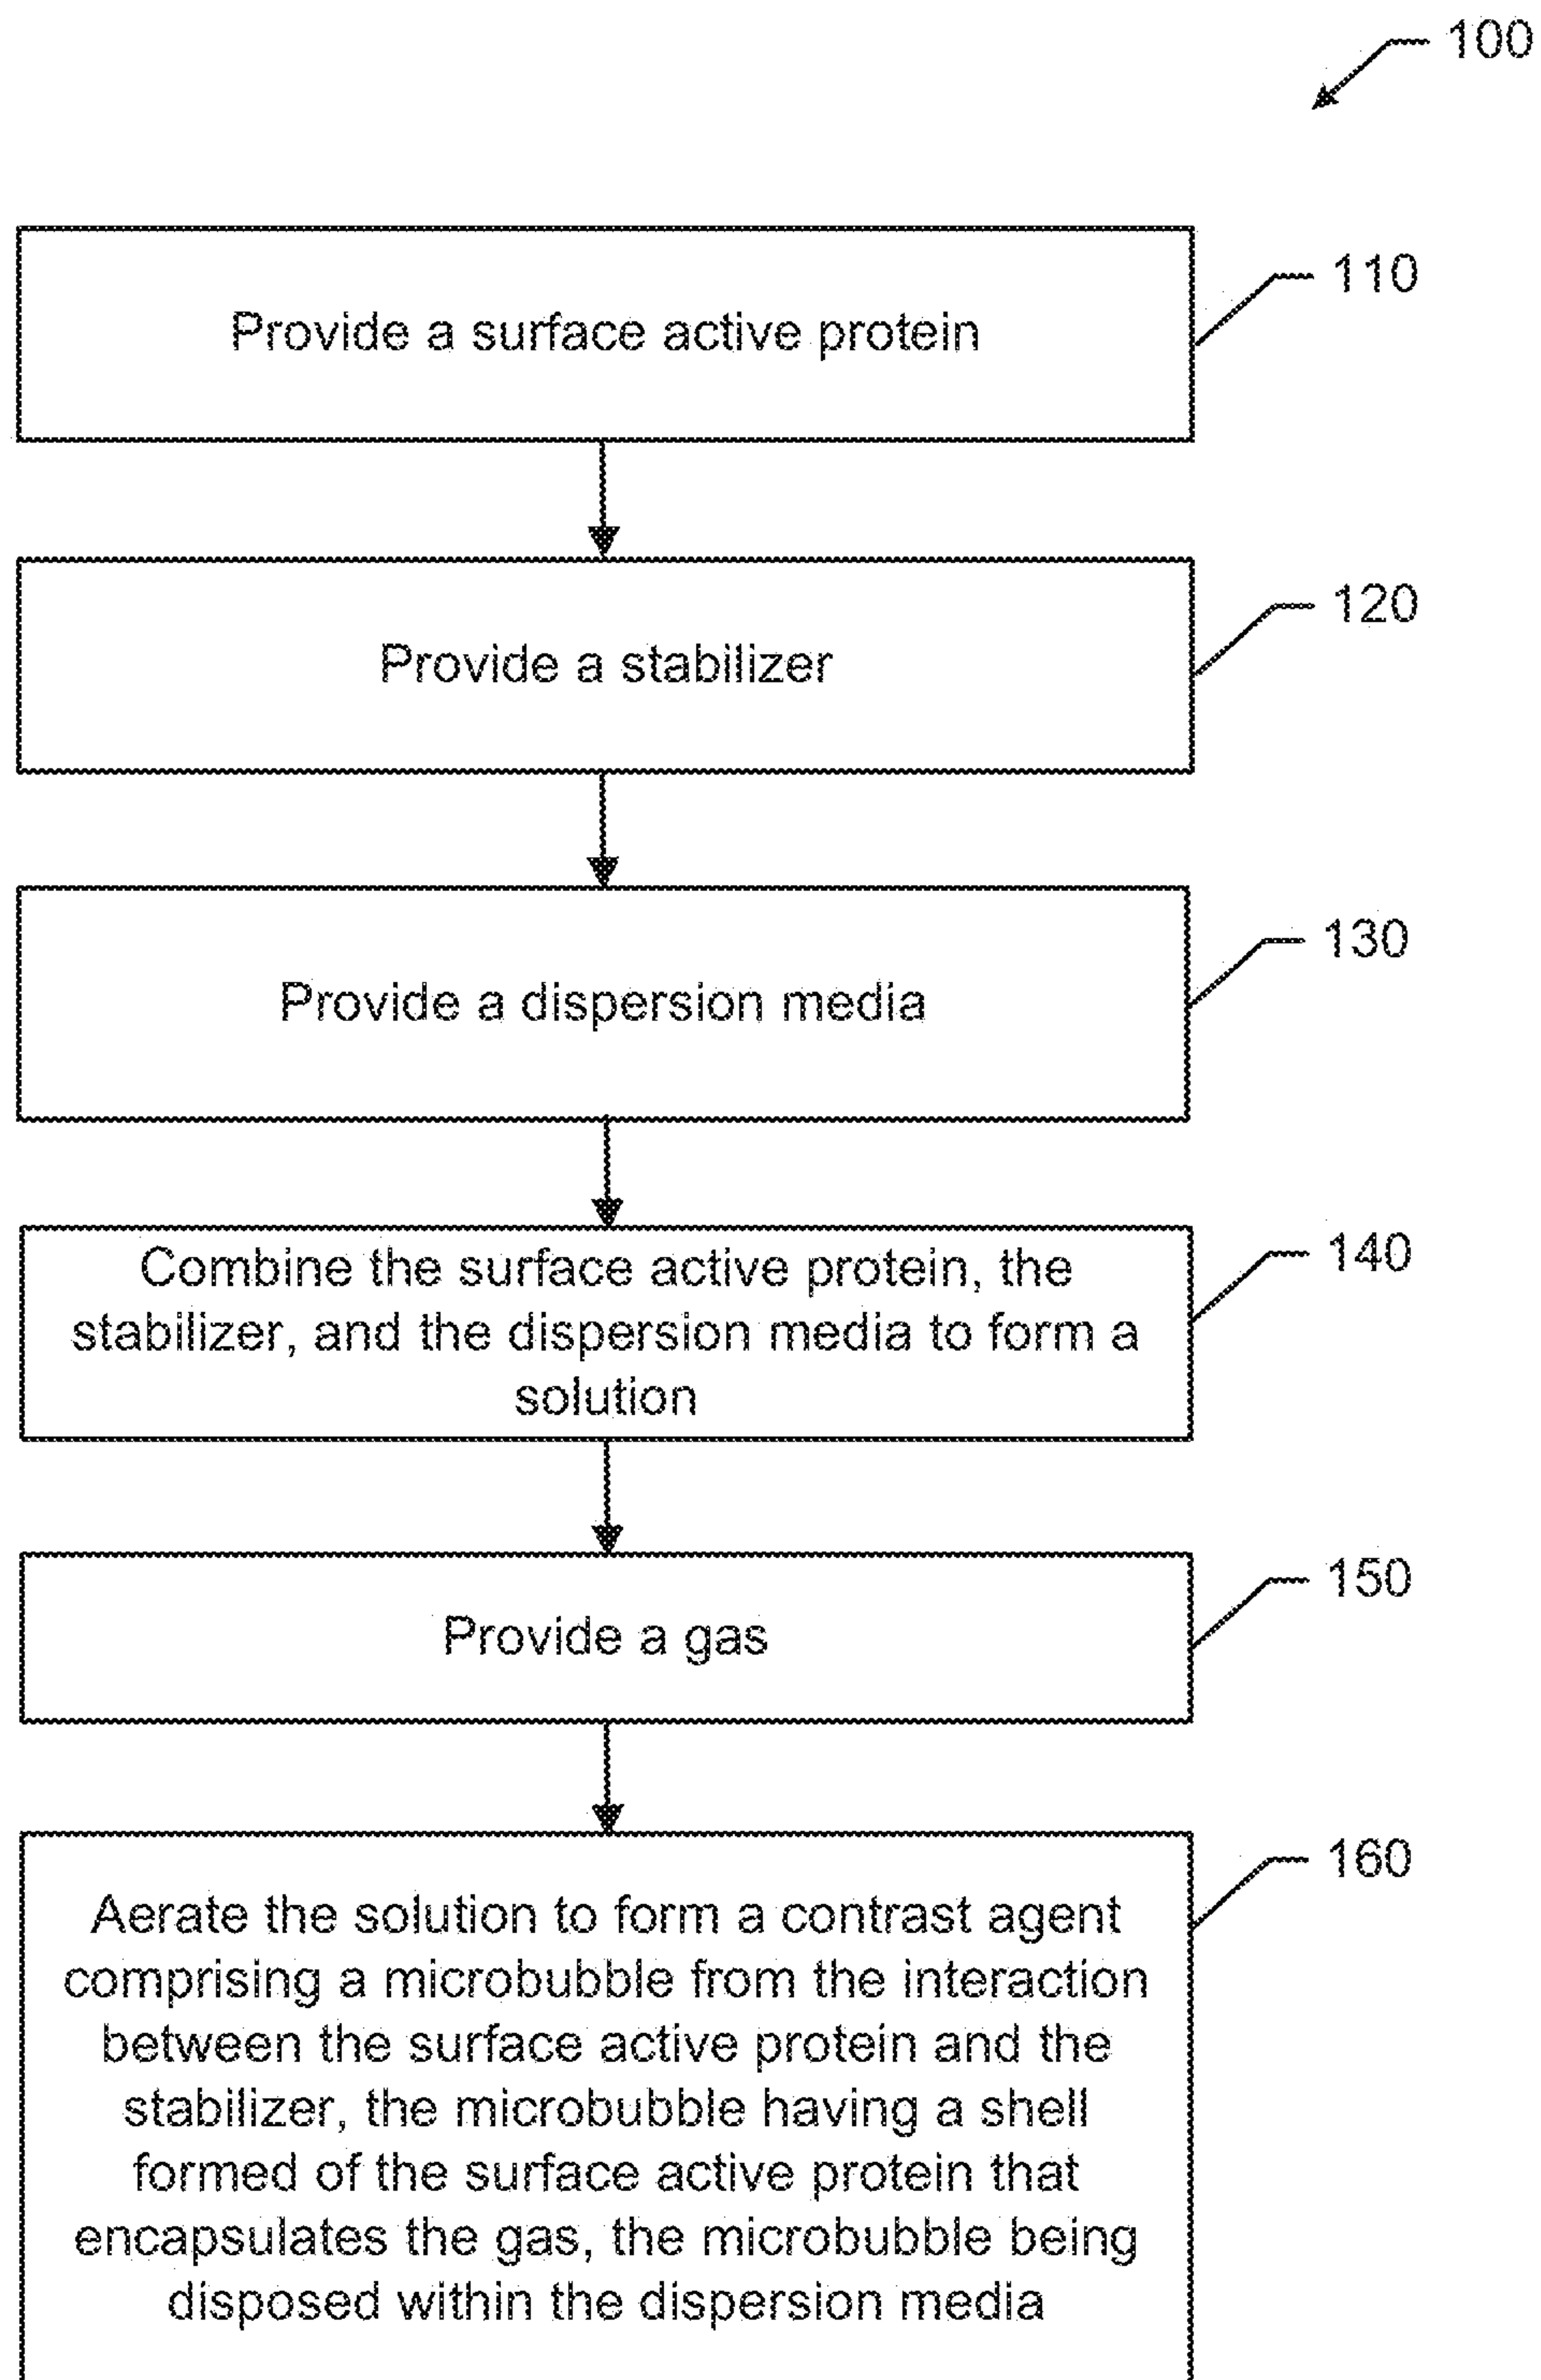 100
110
Provide a surface active protein
120
Provide a stabilizer
130
Provide a dispersion media
140
Combine the surface active protein, the
stabilizer, and the dispersion media to form a
solution
150
Provide a gas
160
Aerate the solution to form a contrast agent
comprising a microbubble from the interaction
between the surface active protein and the
stabilizer, the microbubble having a shell
formed of the surface active protein that
encapsulates the gas, the microbubble being
disposed within the dispersion media